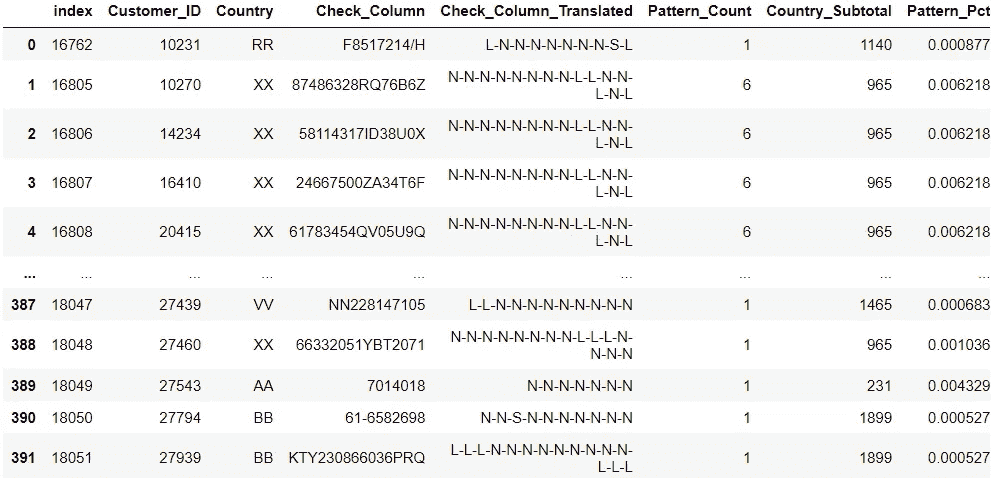 index Customer_ID Country Check_Column Check_Column_Translated Pattern_Count Country_Subtotal Pattern_Pct
0 16762 10231 RR F8517214/H L-N-N-N-N-N-N-N-S-L 1 1140 0.000877
1 16805 10270 XX 87486328RQ76B6Z N-N-N-N-N-N-N-N-L-L-N-N- 6 965 0.006218
L-N-L
2 16806 14234 XX 58114317ID38U0X N-N-N-N-N-N-N-N-L-L-N-N- 6 965 0.006218
L-N-L
3 16807 16410 XX 24667500ZA34T6F N-N-N-N-N-N-N-N-L-L-N-N- 6 965 0.006218
L-N-L
4 16808 20415 XX 61783454QV05U9Q N-N-N-N-N-N-N-N-L-L-N-N- 6 965 0.006218
L-N-L
... ... ... ... ... ... ... ... ...
387 18047 27439 VV NN228147105 L-L-N-N-N-N-N-N-N-N-N 1 1465 0.000683
388 18048 27460 XX 66332051YBT2071 N-N-N-N-N-N-N-N-L-L-L-N- 1 965 0.001036
N-N-N
389 18049 27543 AA 7014018 N-N-N-N-N-N-N 1 231 0.004329
390 18050 27794 BB 61-6582698 N-N-S-N-N-N-N-N-N-N 1 1899 0.000527
391 18051 27939 BB KTY230866036PRQ L-L-L-N-N-N-N-N-N-N-N-N- 1 1899 0.000527
L-L-L